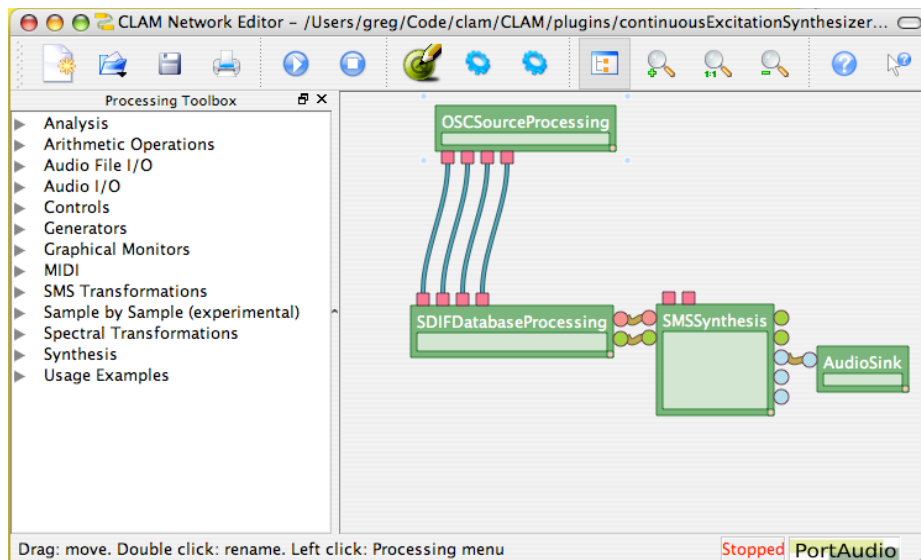 CLAM Network Editor - /Users/greg/Code/clam/CLAM/plugins/continuousExcitationSynthesizer...
1:1
Processing Toolbox
Analysis
Arithmetic Operations
Audio File I/O
Audio I/O
Controls
Generators
Graphical Monitors
MIDI
SMS Transformations
Sample by Sample (experimental)
Spectral Transformations
Synthesis
Usage Examples
OSCSourceProcessing
SDIFDatabaseProcessing
SMSSynthesis
AudioSink
Drag: move. Double click: rename. Left click: Processing menu
Stopped
PortAudio